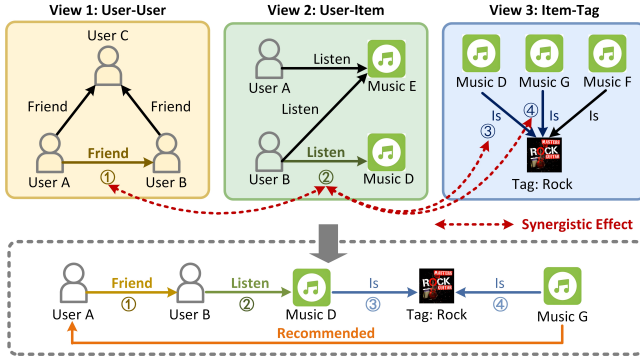 View 1: User-User
User C
Friend
Friend
Friend
User A
①
User B
View 2: User-Item
Listen
User A
Music E
Listen
Listen
User B
②
Music D
View 3: Item-Tag
Music D
Music G
Music F
Is
④
Is
Is
③
ROCK
Tag: Rock
Synergistic Effect
Friend
Listen
Is
Is
①
②
③
④
ROCK
User A
User B
Music D
Tag: Rock
Music G
Recommended